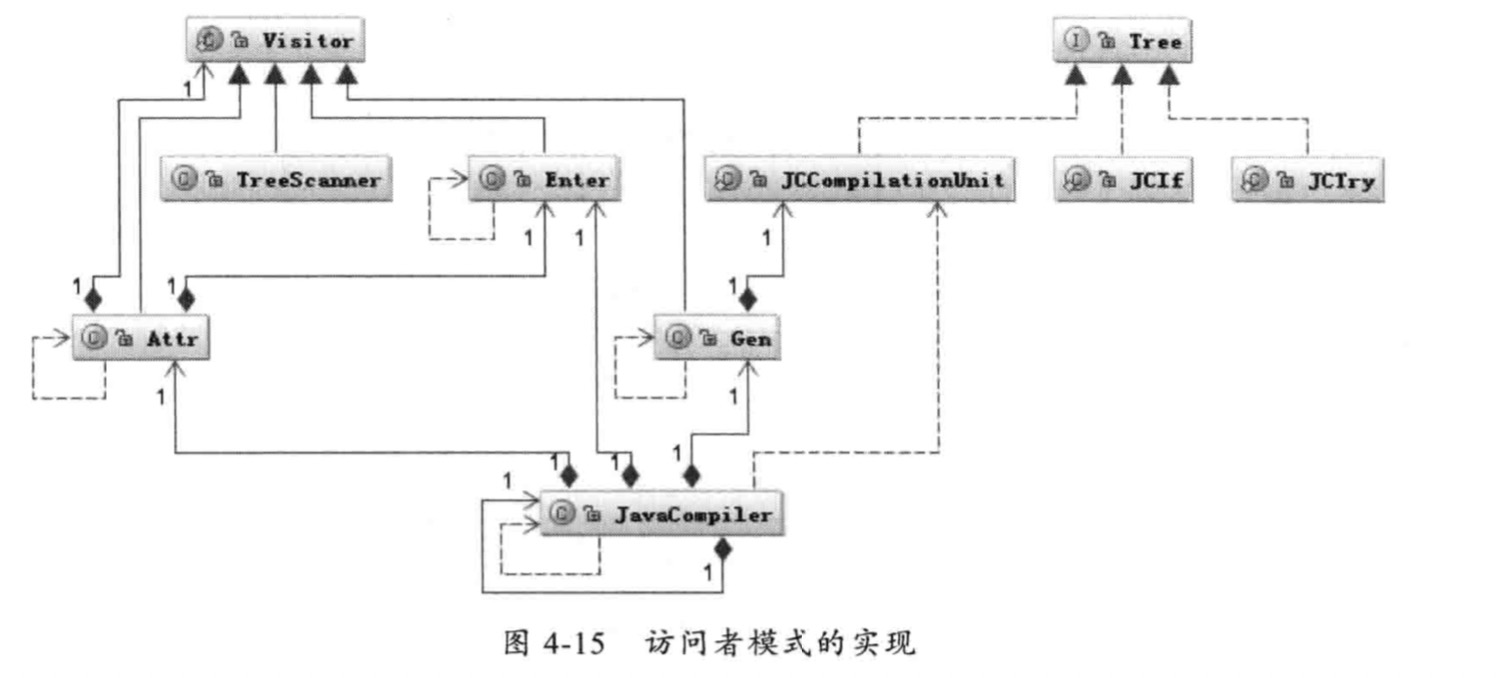 Visitor
Tree
1
TreeScanner
Enter
JCCompilationUnit
JCIf
JCTry
1
1
1
1
1
1
Attr
Gen
1
1
1
1
1
1
JavaCompiler
1
图 4-15 访问者模式的实现